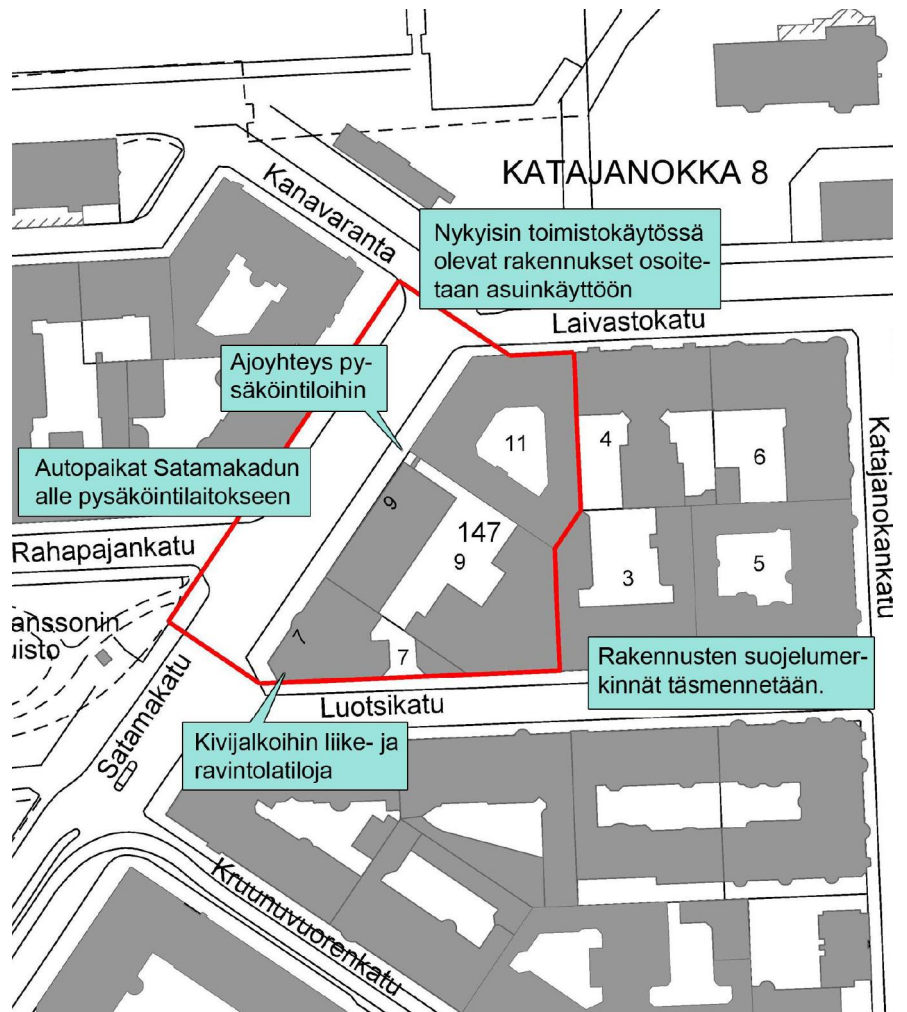 KATAJANOKKA 8
Kanavaranta
Nykyisin toimistokäytössä
olevat rakennukset osoite-
taan asuinkäyttöön
Laivastokatu
Ajoyhteys py-
säköintiloihin
Autopaikat Satamakadun
alle pysäköintilaitokseen
11
4
6
Katajanokankatu
9
147
9
Rahapajankatu
3
5
anssonin
uisto
7
7
Rakennusten suojelumer-
kinnät täsmennetään.
Luotsikatu
Satamakatu
Kivijalkoihin liike- ja
ravintolatiloja
Kruunuvuorenkatu